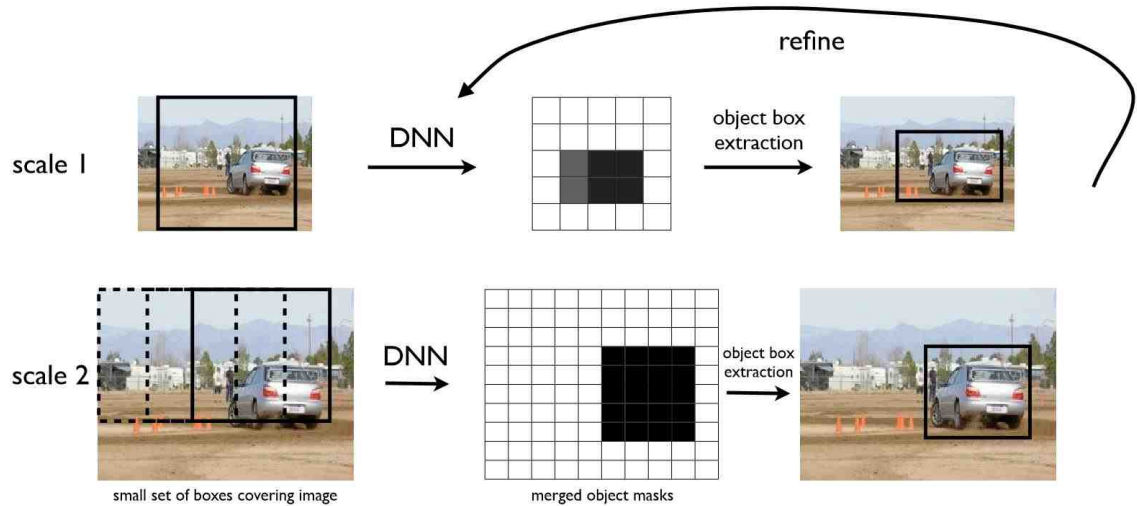 refine
scale 1
DNN
object box
extraction
scale 2
DNN
object box
extraction
small set of boxes covering image
merged object masks